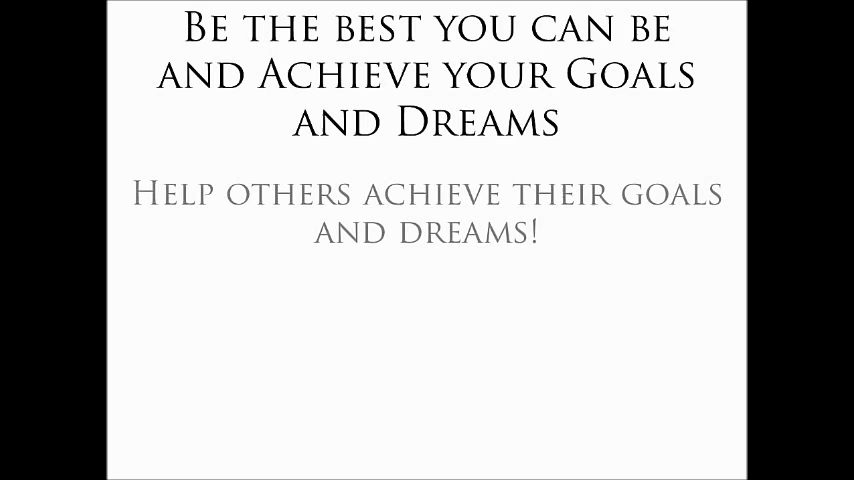 Be the best you can be
and Achieve your Goals
and Dreams
Help others achieve their goals
and dreams!